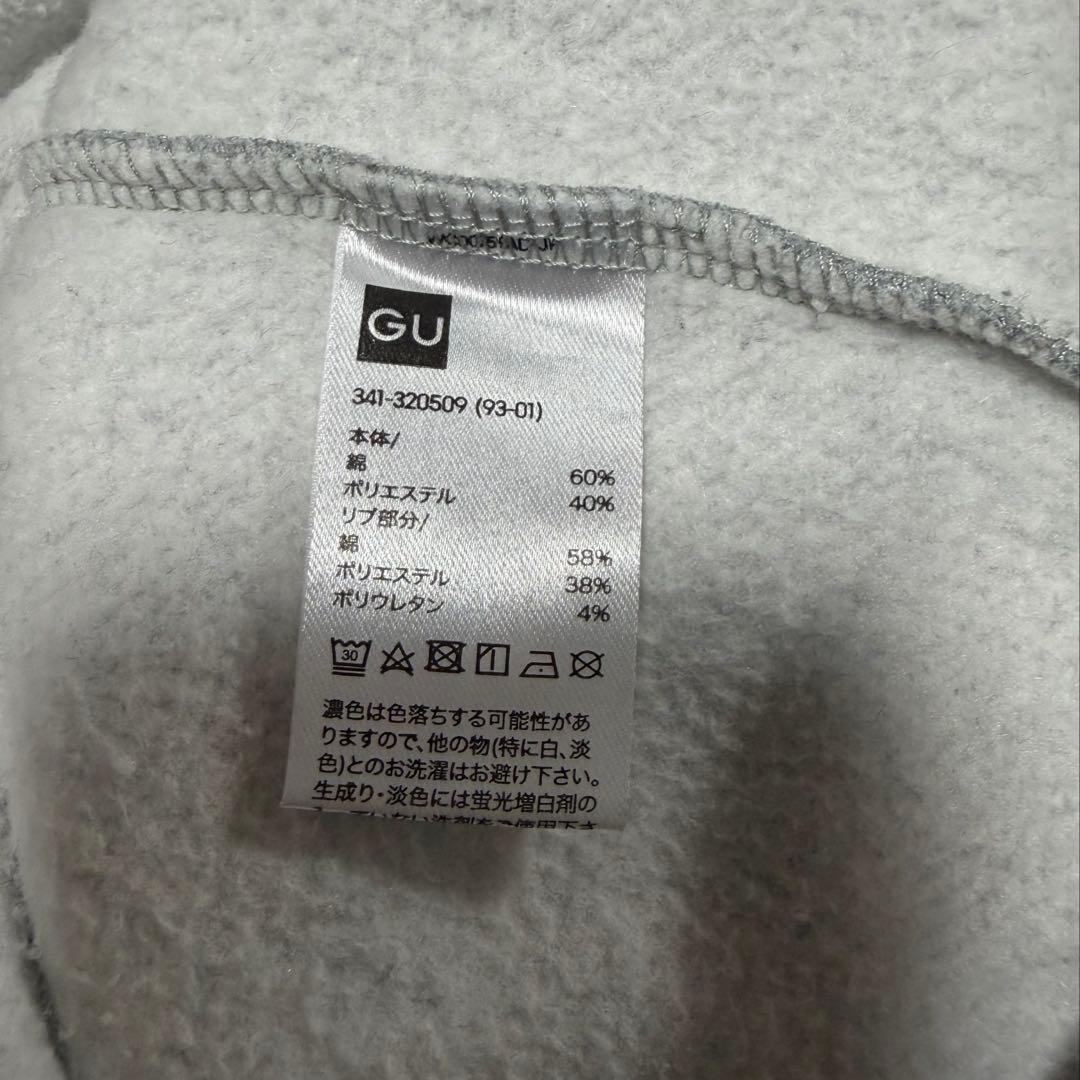 GU
341-320509 (93-01)
本体/
綿 60%
ポリエステル 40%
リブ部分/
綿 58%
ポリエステル 38%
ポリウレタン 4%
30
濃色は色落ちする可能性があ
りますので、他の物(特に白、淡
色)とのお洗濯はお避け下さい。
生成り・淡色には蛍光増白剤の